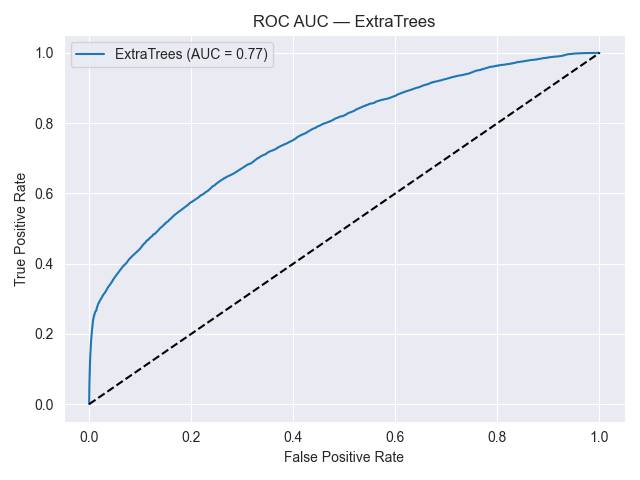 ROC AUC — ExtraTrees
ExtraTrees (AUC = 0.77)
True Positive Rate
1.0
0.8
0.6
0.4
0.2
0.0
0.0 0.2 0.4 0.6 0.8 1.0
False Positive Rate